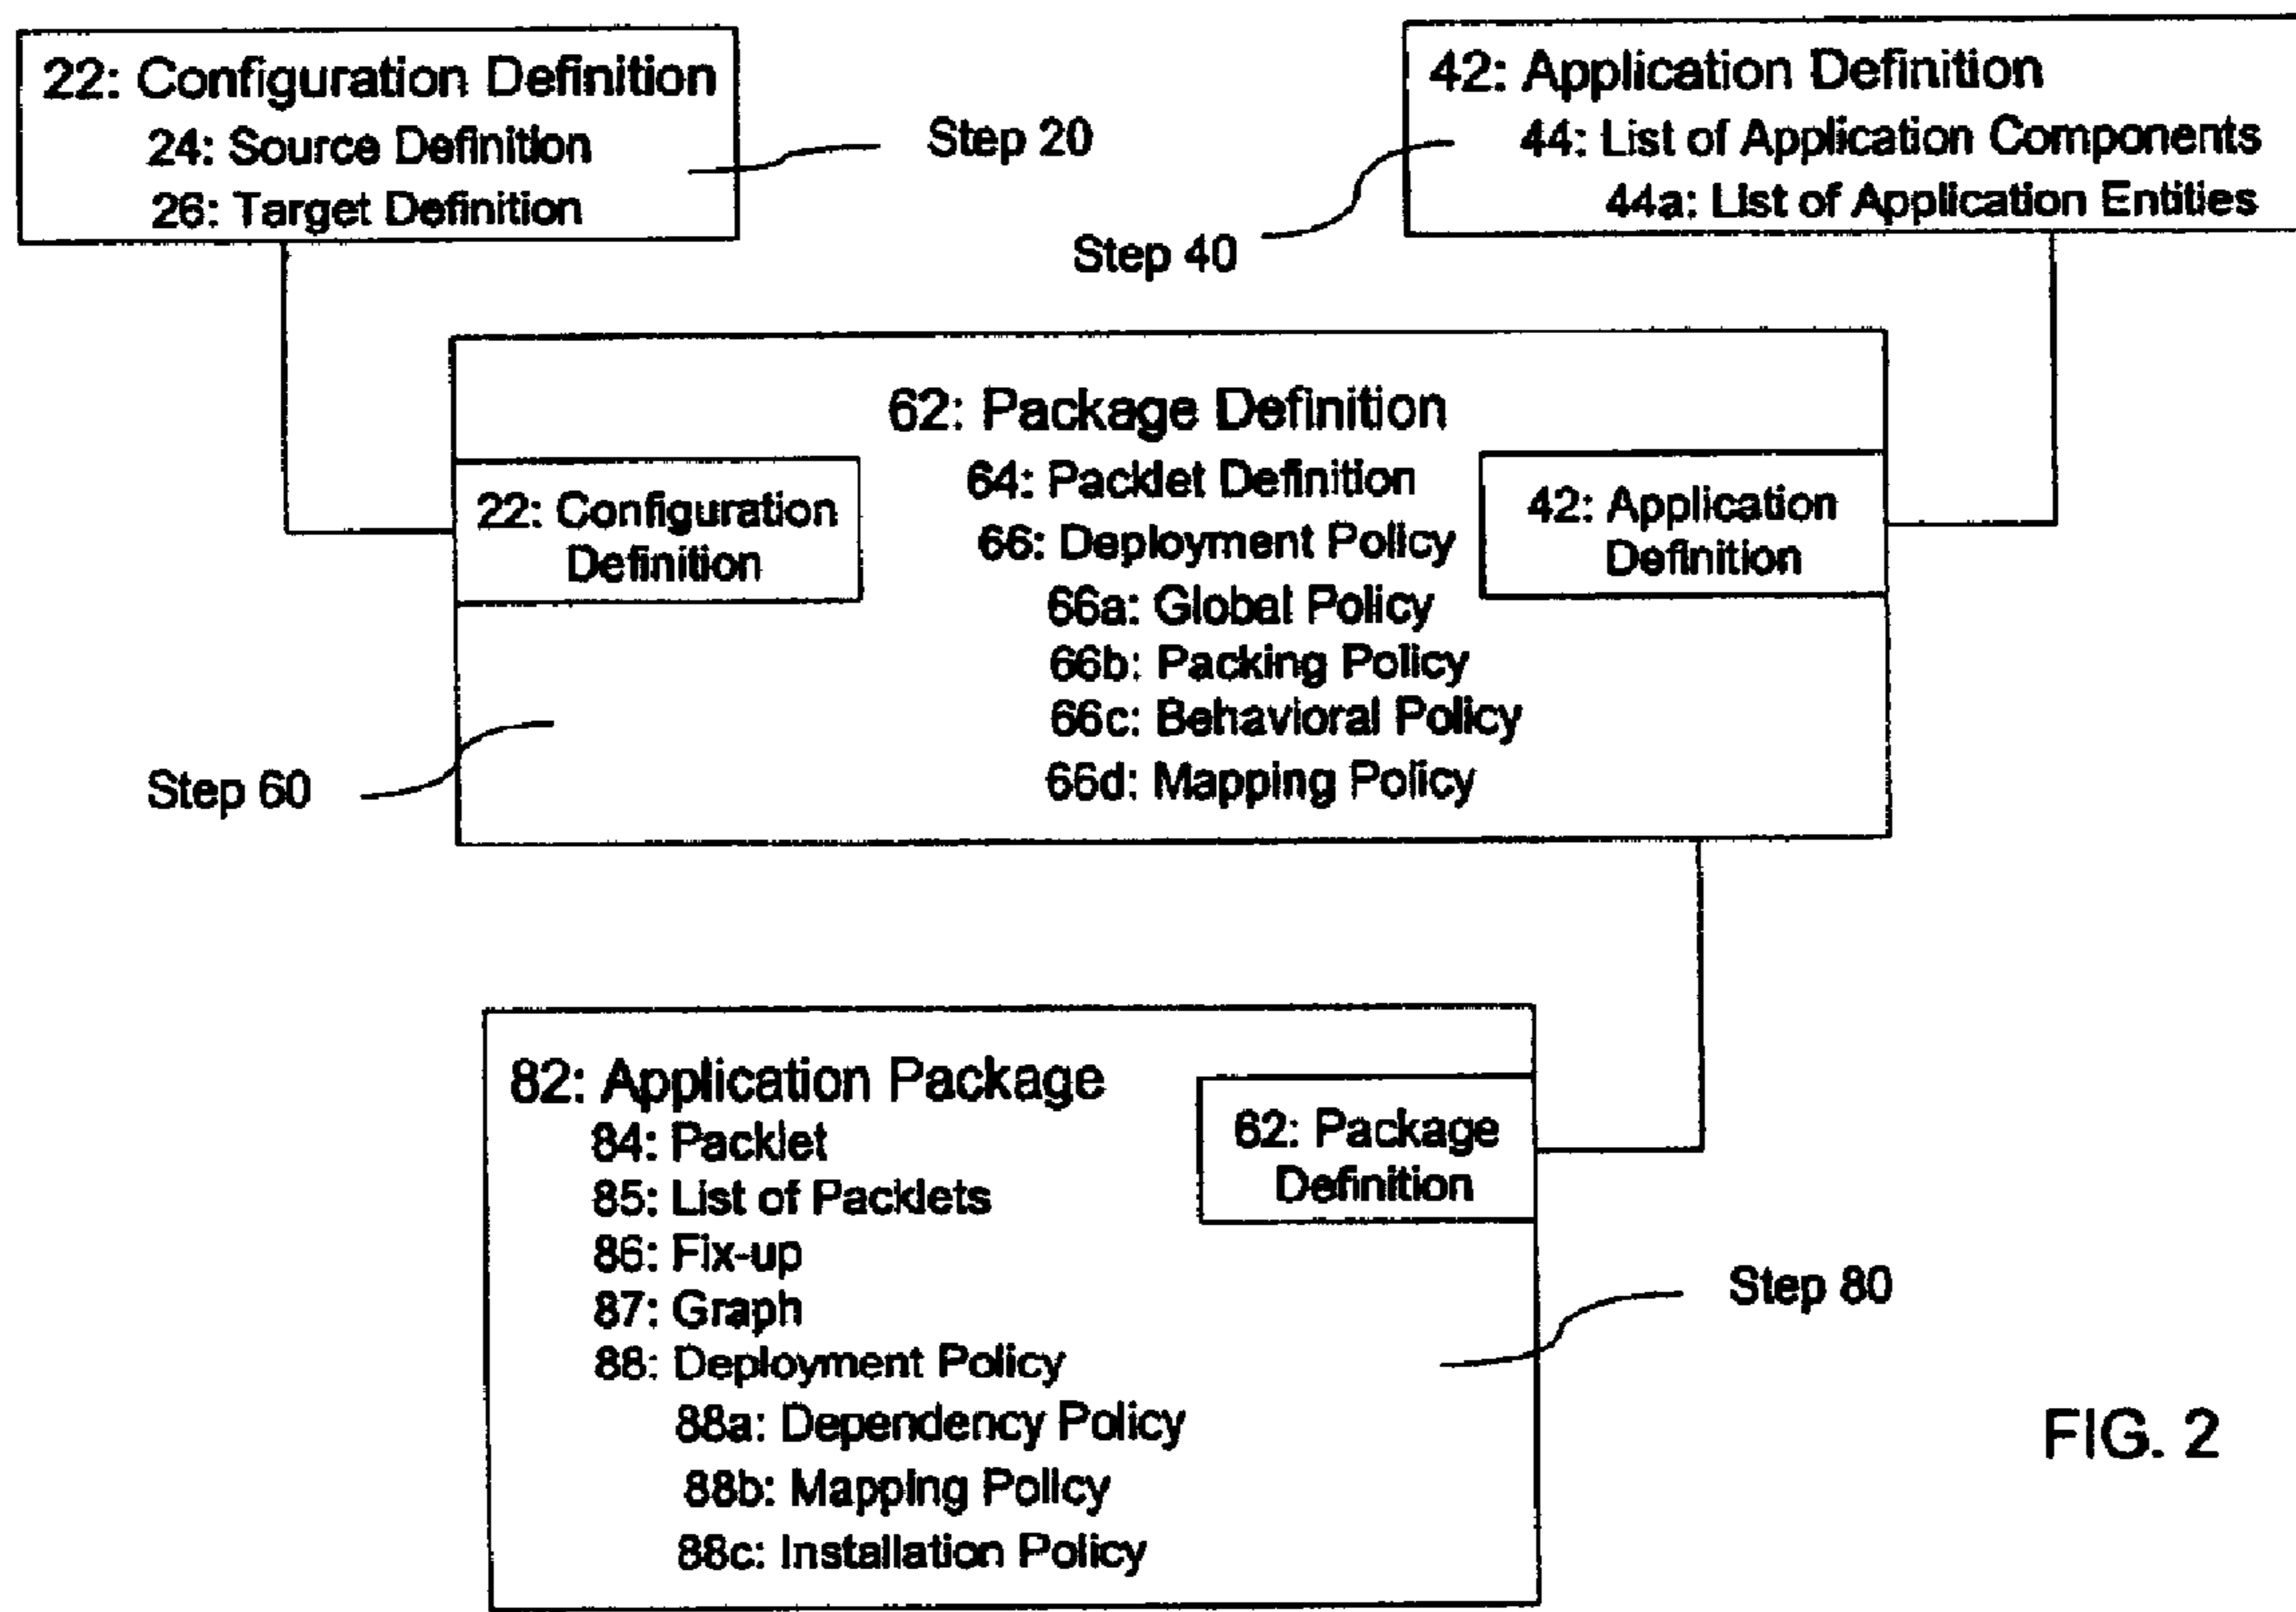 22: Configuration Definition
24: Source Definition
26: Target Definition
Step 20
42: Application Definition
44: List of Application Components
44a: List of Application Entities
Step 40
62: Package Definition
22: Configuration
Definition
64: Packlet Definition
66: Deployment Policy
66a: Global Policy
66b: Packing Policy
66c: Behavioral Policy
66d: Mapping Policy
42: Application
Definition
Step 60
82: Application Package
84: Packlet
85: List of Packlets
86: Fix-up
87: Graph
88: Deployment Policy
88a: Dependency Policy
88b: Mapping Policy
88c: Installation Policy
62: Package
Definition
Step 80
FIG. 2